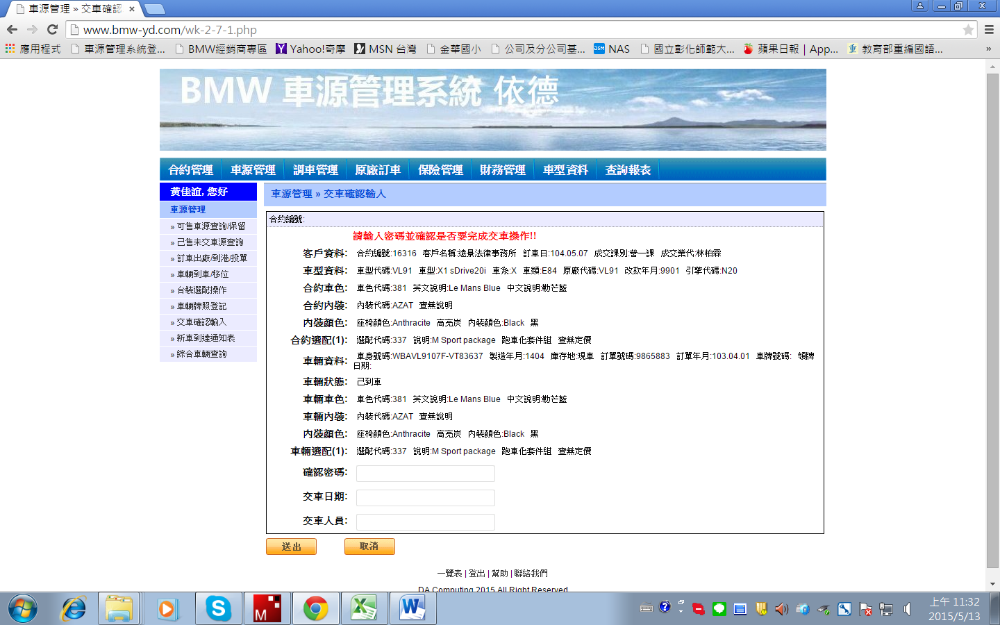 車源管理 » 交車確認
www.bmw-yd.com/wk-2-7-1.php
應用程式 車源管理系統登... BMW經銷商專區 Yahoo!奇摩 MSN 台灣 金華國小 公司及分公司基... NAS 國立彰化師範大... 蘋果日報 | App... 教育部重編國語... »
BMW 車源管理系統 依德
合約管理 車源管理 調車管理 原廠訂車 保險管理 財務管理 車型資料 查詢報表
黃佳誼, 您好
車源管理
» 可售車源查詢/保留
» 己售未交車源查詢
» 訂車出廠/到港/投單
» 車輛到車/移位
» 台裝選配操作
» 車輛牌照登記
» 交車確認輸入
» 新車到達通知表
» 綜合車輛查詢
車源管理 » 交車確認輸入
合約編號:
請輸入密碼並確認是否要完成交車操作!!
客戶資料: 合約編號:16316 客戶名稱:遠景法律事務所 訂車日:104.05.07 成交課別:營一課 成交業代:林柏霖
車型資料: 車型代碼:VL91 車型:X1 sDrive20i 車系:X 車類:E84 原廠代碼:VL91 改款年月:9901 引擎代碼:N20
合約車色: 車色代碼:381 英文說明:Le Mans Blue 中文說明:勒芒藍
合約內裝: 內裝代碼:AZAT 查無說明
內裝顏色: 座椅顏色:Anthracite 高亮炭 內裝顏色:Black 黑
合約選配(1): 選配代碼:337 說明:M Sport package 跑車化套件組 查無定價
車輛資料: 車身號碼:WBAVL9107F-VT83637 製造年月:1404 庫存地:現車 訂單號碼:9865883 訂單年月:103.04.01 車牌號碼: 領牌
日期:
車輛狀態: 己到車
車輛車色: 車色代碼:381 英文說明:Le Mans Blue 中文說明:勒芒藍
車輛內裝: 內裝代碼:AZAT 查無說明
內裝顏色: 座椅顏色:Anthracite 高亮炭 內裝顏色:Black 黑
車輛選配(1): 選配代碼:337 說明:M Sport package 跑車化套件組 查無定價
確認密碼:
交車日期:
交車人員:
送出 取消
一覽表 | 登出 | 幫助 | 聯絡我們
DA Computing 2015 All Right Reserved
上午 11:32
2015/5/13